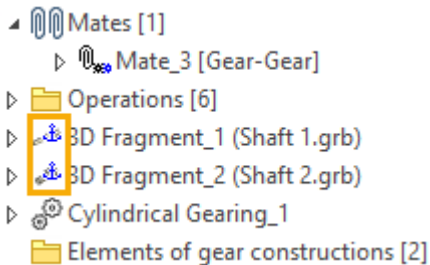 Mates [1]
Mate_3 [Gear-Gear]
Operations [6]
3D Fragment_1 (Shaft 1.grb)
3D Fragment_2 (Shaft 2.grb)
Cylindrical Gearing_1
Elements of gear constructions [2]